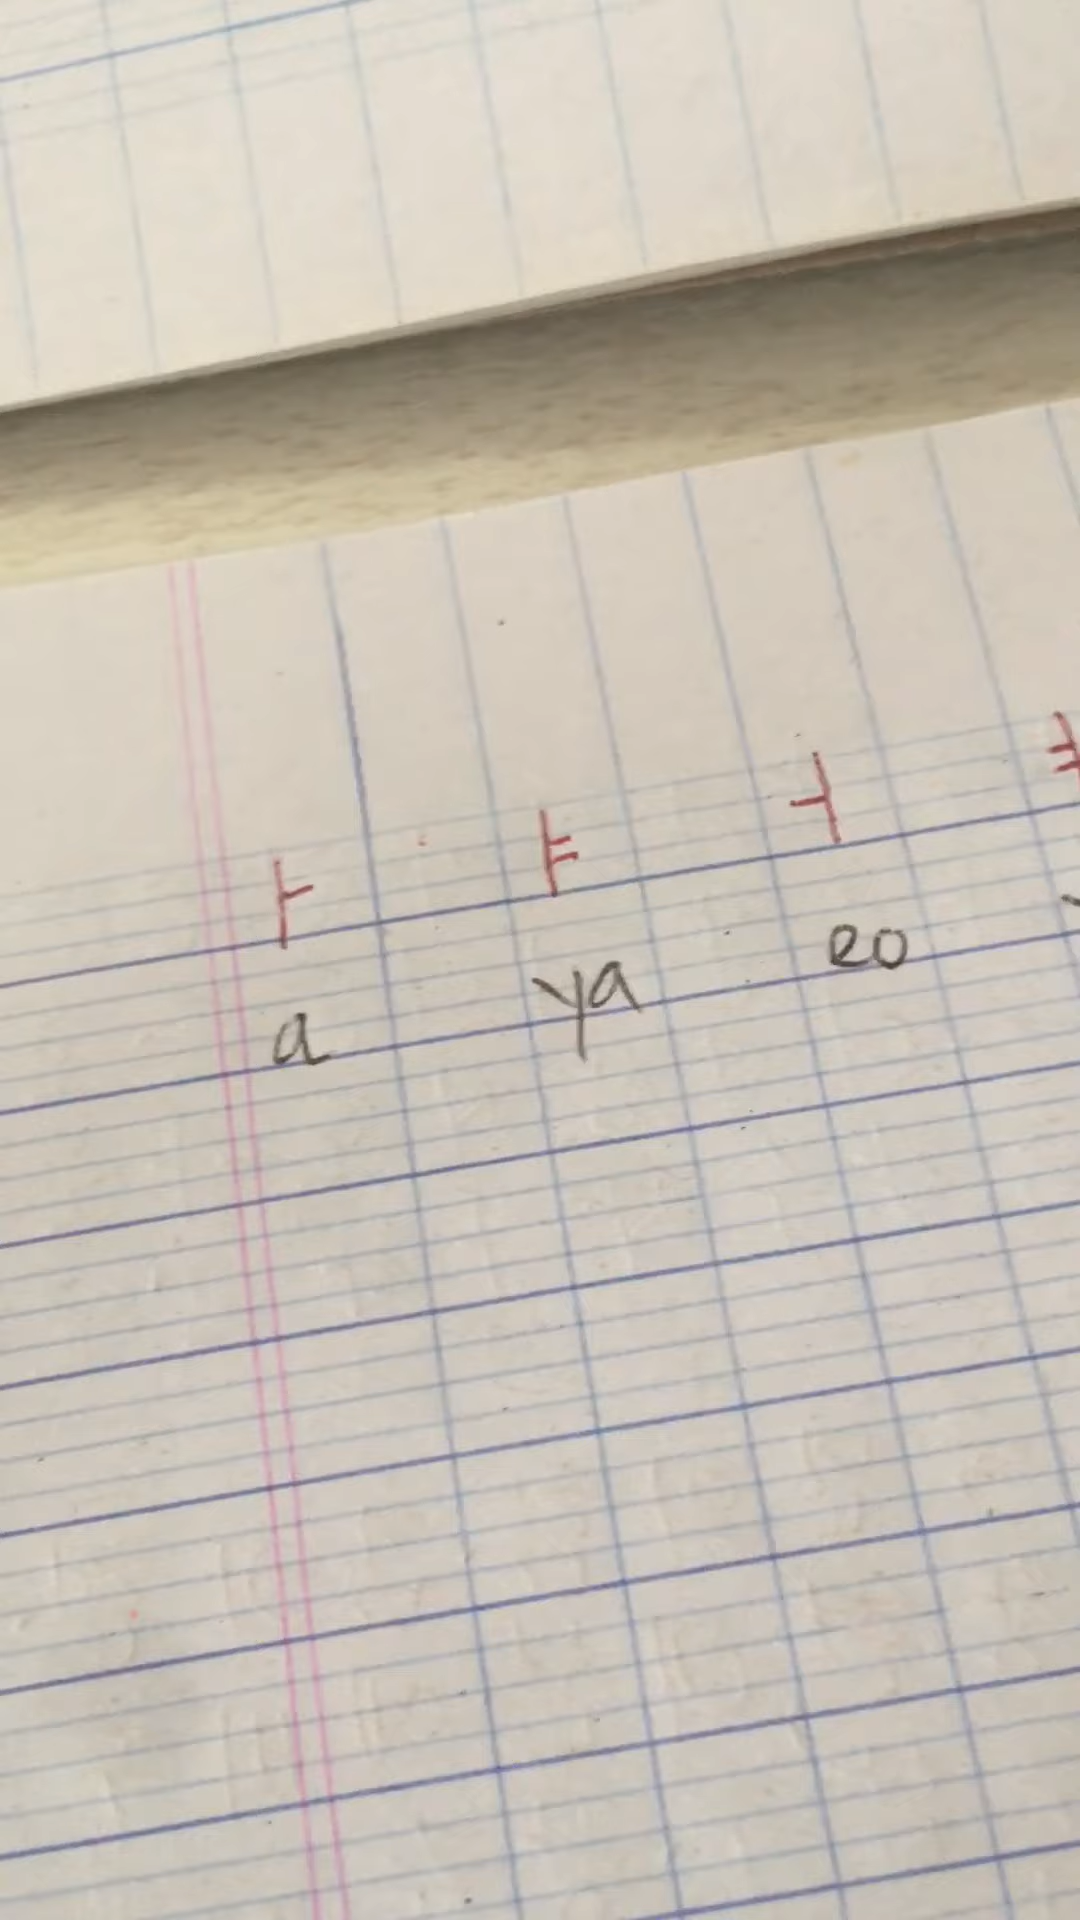 ㅏ ㅑ ㅓ ㅕ
a ya eo